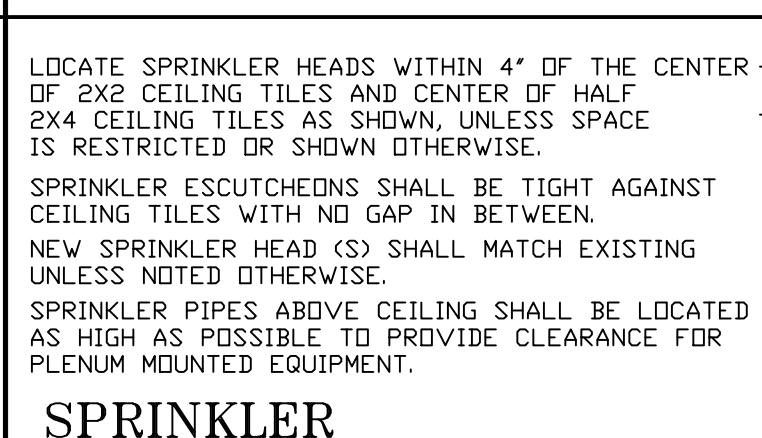 LOCATE SPRINKLER HEADS WITHIN 4" OF THE CENTER
OF 2X2 CEILING TILES AND CENTER OF HALF
2X4 CEILING TILES AS SHOWN, UNLESS SPACE
IS RESTRICTED OR SHOWN OTHERWISE.
SPRINKLER ESCUTCHEONS SHALL BE TIGHT AGAINST
CEILING TILES WITH NO GAP IN BETWEEN.
NEW SPRINKLER HEAD (S) SHALL MATCH EXISTING
UNLESS NOTED OTHERWISE.
SPRINKLER PIPES ABOVE CEILING SHALL BE LOCATED
AS HIGH AS POSSIBLE TO PROVIDE CLEARANCE FOR
PLENUM MOUNTED EQUIPMENT.
SPRINKLER